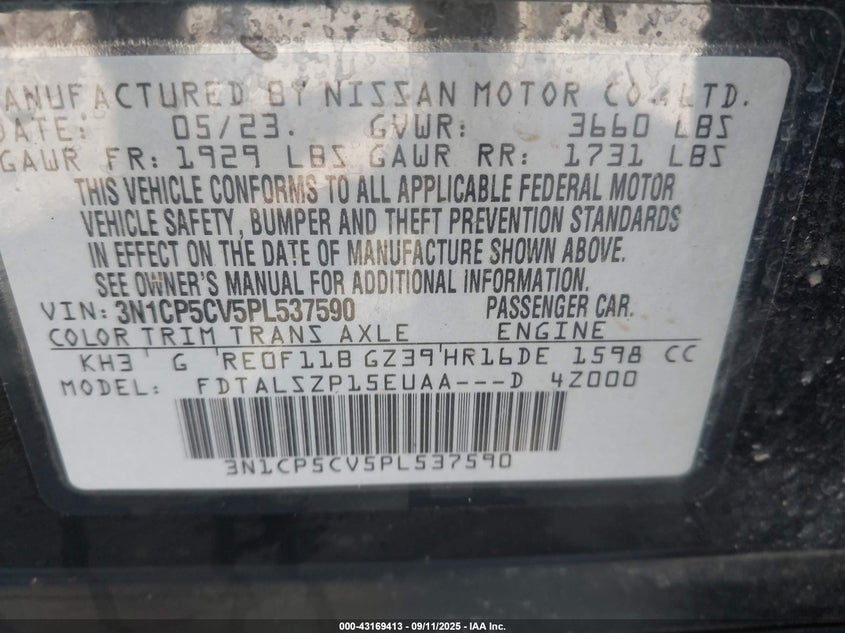 ANUFACTURED BY NISSAN MOTOR CO.,LTD.
DATE: 05/23. GVWR: 3660 LBS
GAWR FR: 1929 LBS GAWR RR: 1731 LBS
THIS VEHICLE CONFORMS TO ALL APPLICABLE FEDERAL MOTOR
VEHICLE SAFETY, BUMPER AND THEFT PREVENTION STANDARDS
IN EFFECT ON THE DATE OF MANUFACTURE SHOWN ABOVE.
SEE OWNER'S MANUAL FOR ADDITIONAL INFORMATION.
VIN: 3N1CP5CV5PL537590 PASSENGER CAR.
COLOR TRIM TRANS AXLE ENGINE
KH3 G RE0F11B GZ39 HR16DE 1598 CC
MODEL: FDTALSZP15EUAA---D 4Z000
3N1CP5CV5PL537590
000-43169413 - 09/11/2025 - IAA Inc.